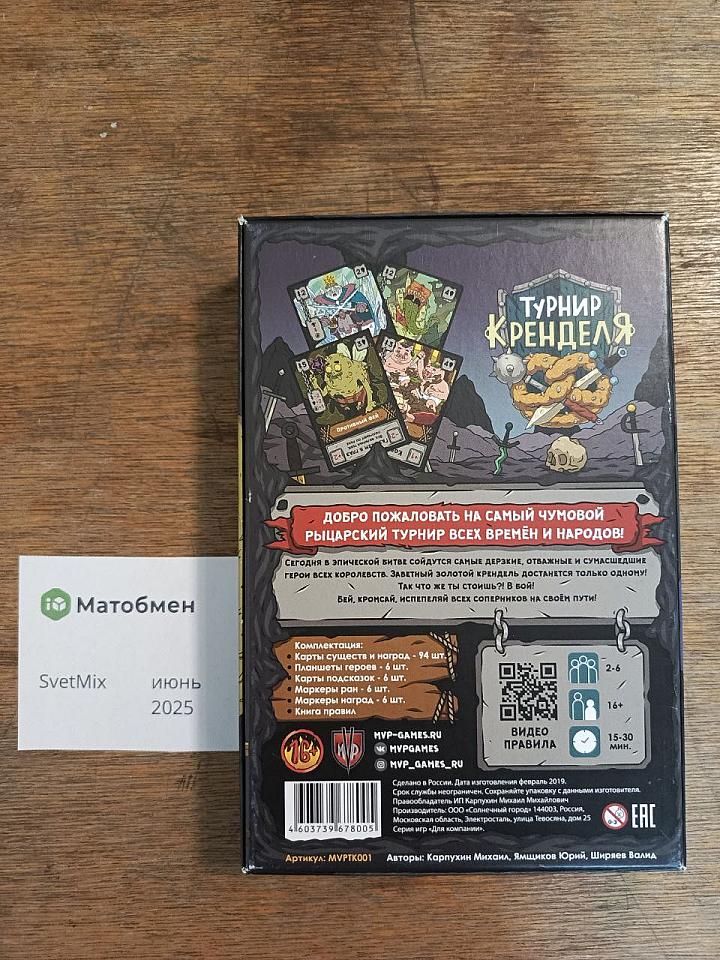 ТУРНИР
КРЕНДЕЛЯ
ПРОТИВНЫЙ ФЕЙ
ДОБРО ПОЖАЛОВАТЬ НА САМЫЙ ЧУМОВОЙ
РЫЦАРСКИЙ ТУРНИР ВСЕХ ВРЕМЁН И НАРОДОВ!
СЕГОДНЯ В ЭПИЧЕСКОЙ БИТВЕ СОЙДУТСЯ САМЫЕ ДЕРЗКИЕ, ОТВАЖНЫЕ И СУМАСШЕДШИЕ
ГЕРОИ ВСЕХ КОРОЛЕВСТВ. ЗАВЕТНЫЙ ЗОЛОТОЙ КРЕНДЕЛЬ ДОСТАНЕТСЯ ТОЛЬКО ОДНОМУ!
ТАК ЧТО ЖЕ ТЫ СТОИШЬ?! В БОЙ!
БЕЙ, КРОМСАЙ, ИСПЕПЕЛЯЙ ВСЕХ СОПЕРНИКОВ НА СВОЁМ ПУТИ!
Матобмен
SvetMix июнь
2025
Комплектация:
• Карты существ и наград - 94 шт.
• Планшеты героев - 6 шт.
• Карты подсказок - 6 шт.
• Маркеры ран - 6 шт.
• Маркеры наград - 6 шт.
• Книга правил
ВИДЕО
ПРАВИЛА
2-6
16+
15-30
МИН.
16+
MVP
MVP-GAMES.RU
MVPGAMES
MVP_GAMES_RU
Сделано в России. Дата изготовления февраль 2019.
Срок службы неограничен. Сохраняйте упаковку с данными изготовителя.
Правообладатель ИП Карпухин Михаил Михайлович
Производитель: ООО «Солнечный город» 144003, Россия,
Московская область, Электросталь, улица Тевосяна, дом 25
Серия игр «Для компании».
0-3
EAC
4 603739 678005
Артикул: MVPTK001
Авторы: Карпухин Михаил, Ямщиков Юрий, Ширяев Валид